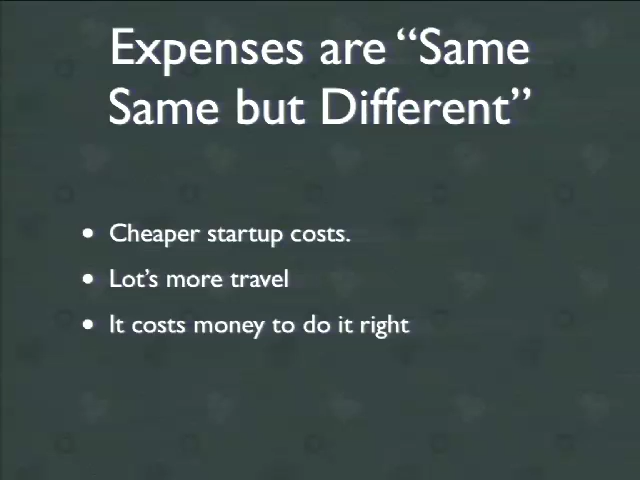 Expenses are “Same
Same but Different”
• Cheaper startup costs.
• Lot’s more travel
• It costs money to do it right